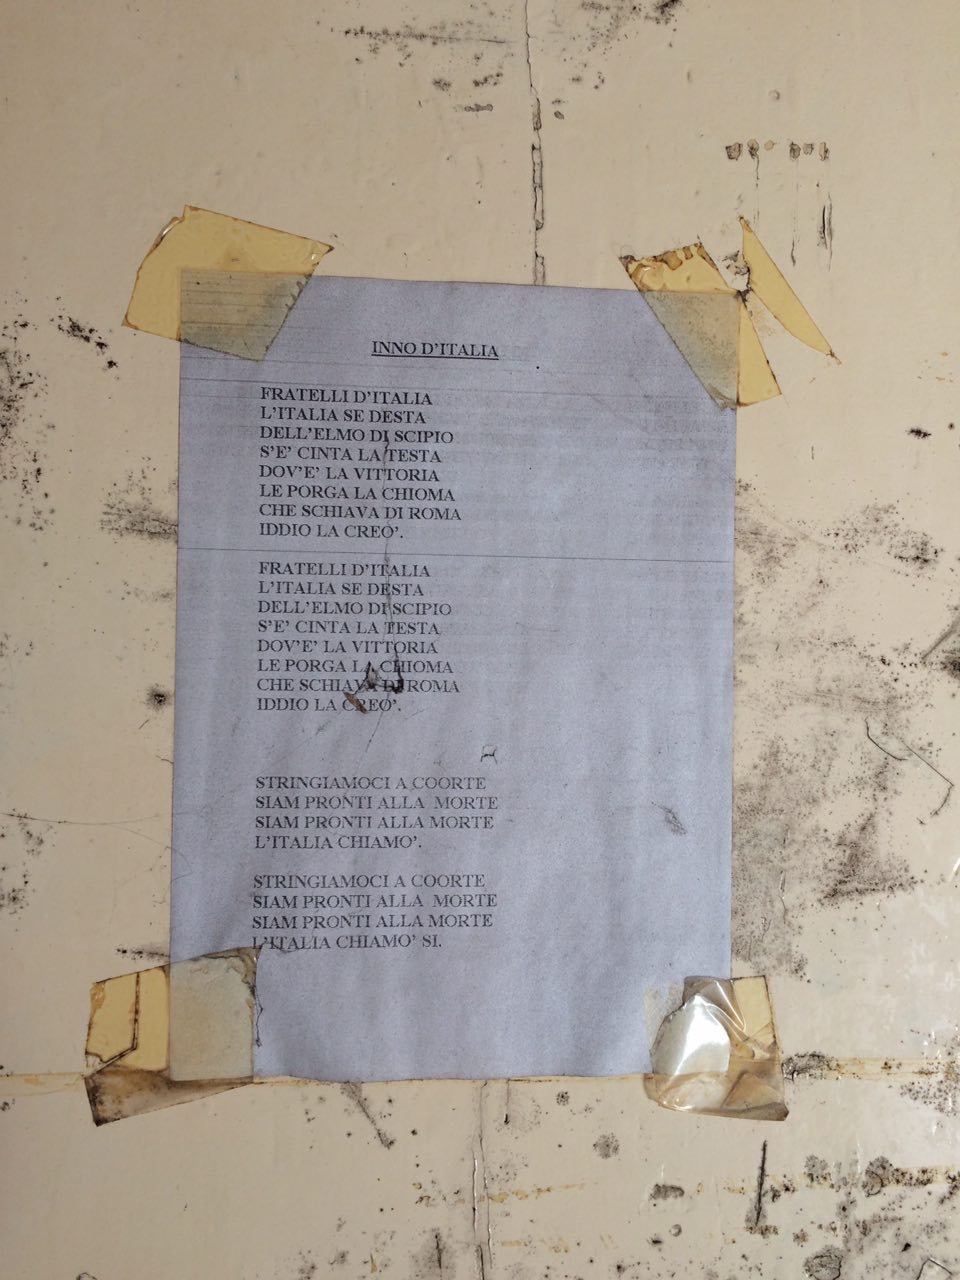 INNO D'ITALIA
FRATELLI D'ITALIA
L'ITALIA SE DESTA
DELL'ELMO DI SCIPIO
S'E' CINTA LA TESTA
DOV'E' LA VITTORIA
LE PORGA LA CHIOMA
CHE SCHIAVA DI ROMA
IDDIO LA CREO'.
FRATELLI D'ITALIA
L'ITALIA SE DESTA
DELL'ELMO DI SCIPIO
S'E' CINTA LA TESTA
DOV'E' LA VITTORIA
LE PORGA LA CHIOMA
CHE SCHIAVA DI ROMA
IDDIO LA CREO'.
STRINGIAMOCI A COORTE
SIAM PRONTI ALLA MORTE
SIAM PRONTI ALLA MORTE
L'ITALIA CHIAMO'.
STRINGIAMOCI A COORTE
SIAM PRONTI ALLA MORTE
SIAM PRONTI ALLA MORTE
L'ITALIA CHIAMO' SI.